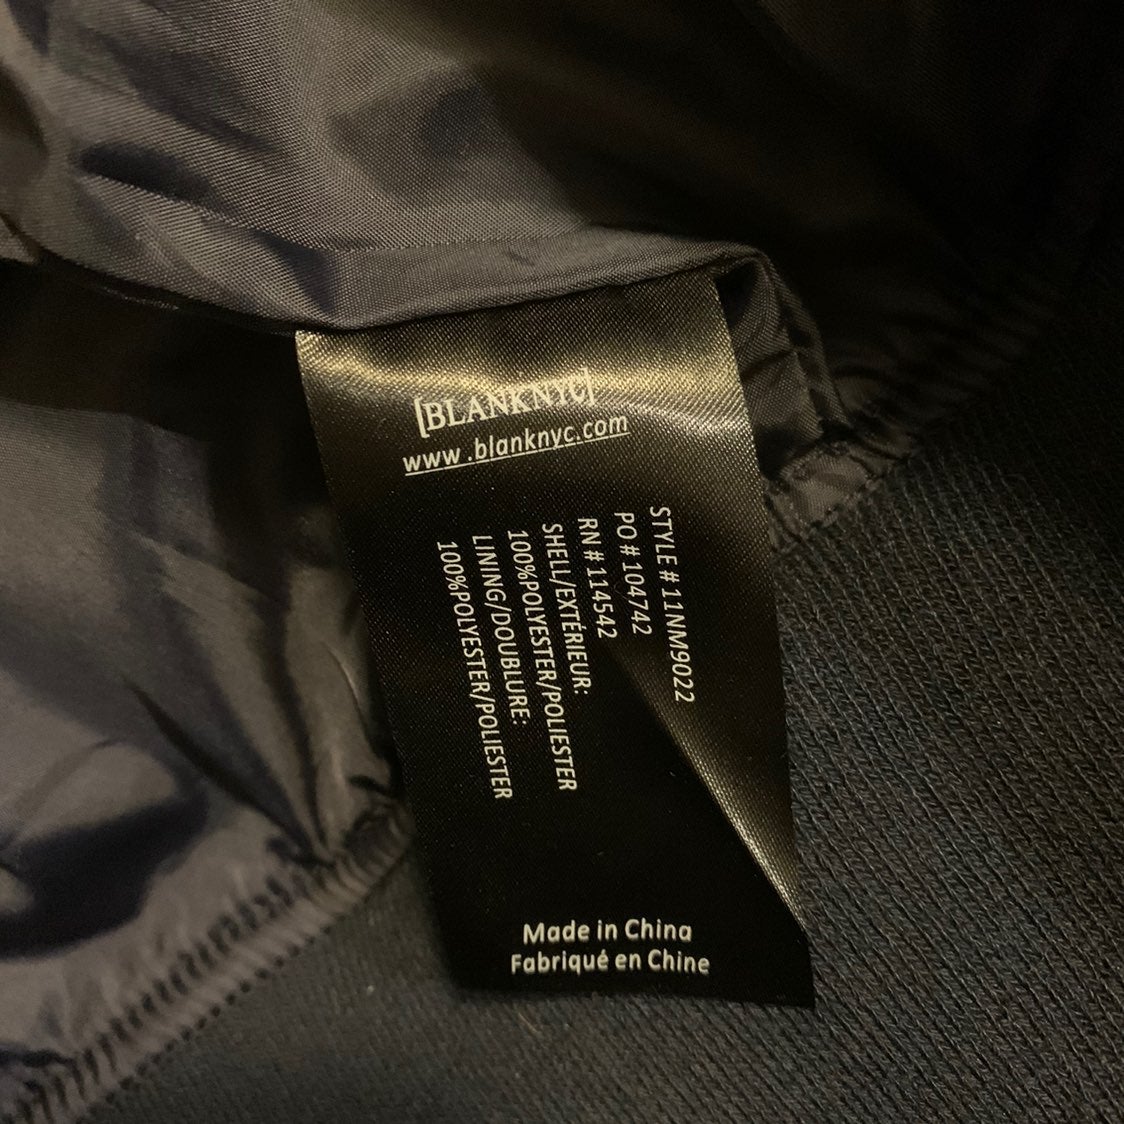 [BLANKNYC]
www.blanknyc.com
STYLE # 11NM9022
PO # 104742
RN # 114542
SHELL/EXTÉRIEUR:
100%POLYESTER/POLIESTER
LINING/DOUBLURE:
100%POLYESTER/POLIESTER
Made in China
Fabriqué en Chine